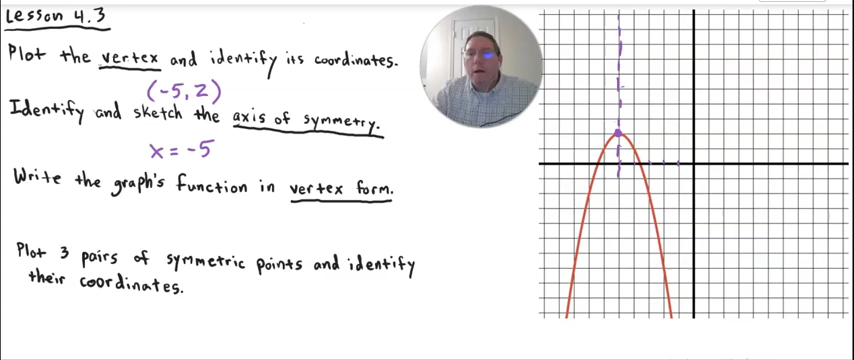 Lesson 4.3
Plot the vertex and identify its coordinates.
(-5, 2)
Identify and sketch the axis of symmetry.
x = -5
Write the graph's function in vertex form.
Plot 3 pairs of symmetric points and identify
their coordinates.